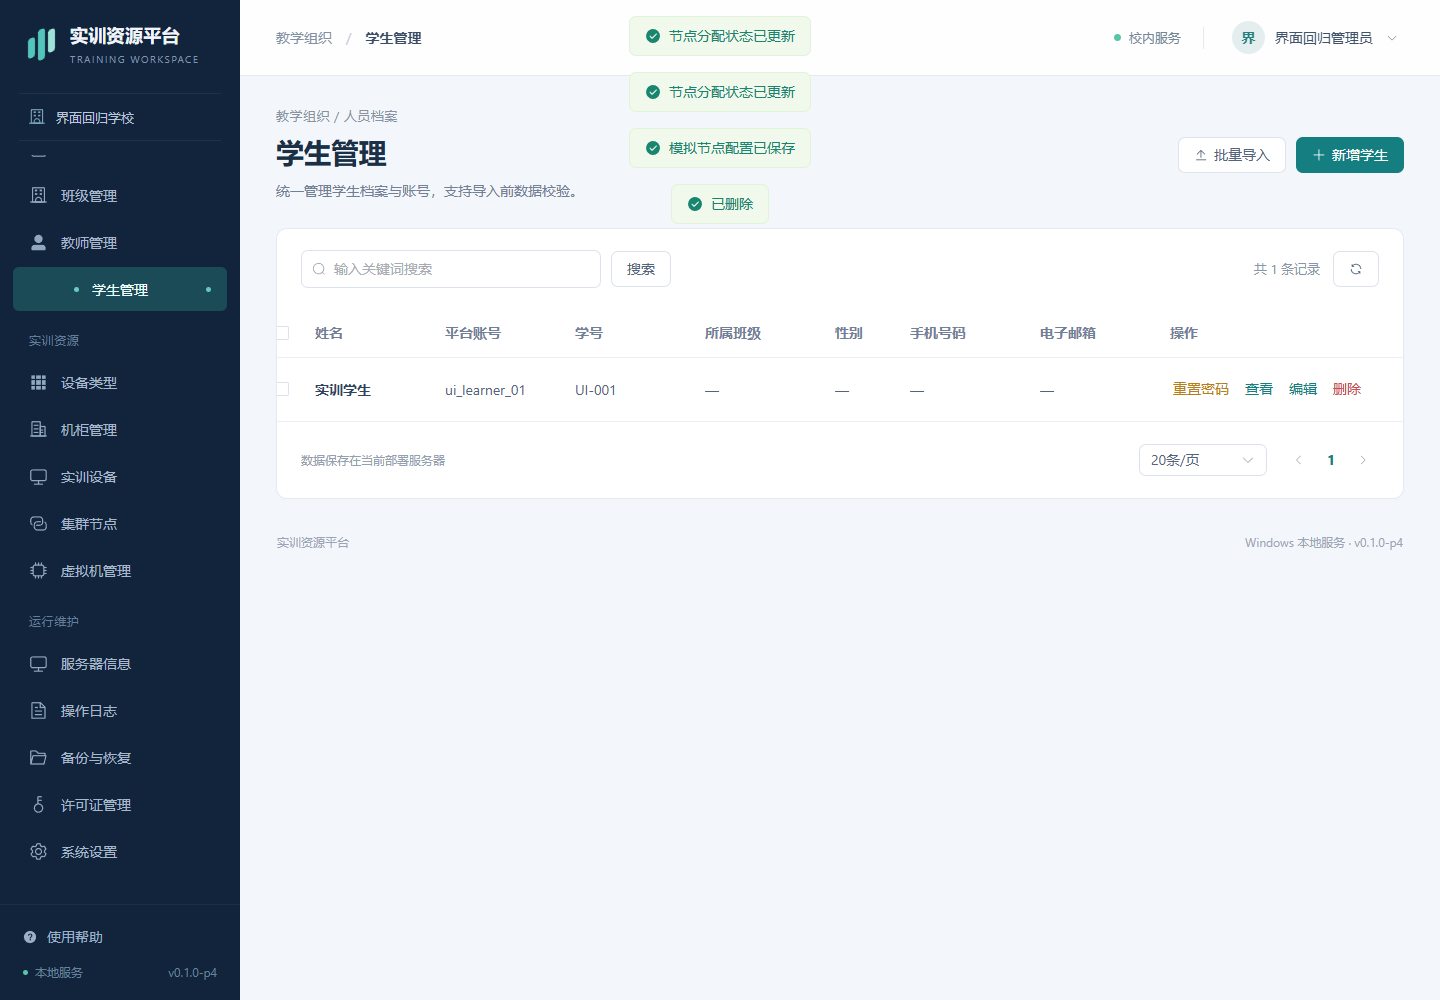 实训资源平台
TRAINING WORKSPACE
界面回归学校
班级管理
教师管理
学生管理
实训资源
设备类型
机柜管理
实训设备
集群节点
虚拟机管理
运行维护
服务器信息
操作日志
备份与恢复
许可证管理
系统设置
使用帮助
本地服务 v0.1.0-p4
教学组织 / 学生管理
节点分配状态已更新
节点分配状态已更新
模拟节点配置已保存
已删除
校内服务
界 界面回归管理员
教学组织 / 人员档案
学生管理
统一管理学生档案与账号，支持导入前数据校验。
批量导入
新增学生
输入关键词搜索
搜索
共 1 条记录
姓名 平台账号 学号 所属班级 性别 手机号码 电子邮箱 操作
实训学生 ui_learner_01 UI-001 — — — — 重置密码 查看 编辑 删除
数据保存在当前部署服务器
20条/页
1
实训资源平台
Windows 本地服务 · v0.1.0-p4